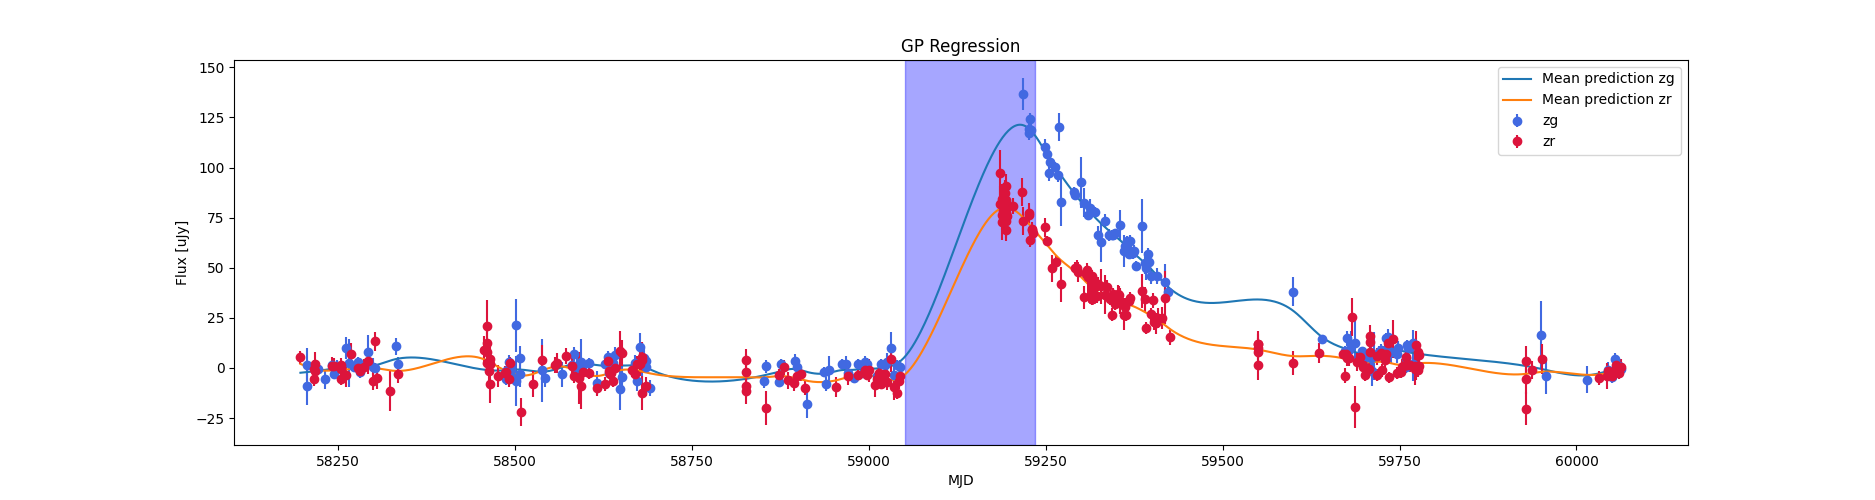 GP Regression
150
125
100
75
50
25
0
−25
Flux [uJy]
58250
58500
58750
59000
59250
59500
59750
60000
MJD
Mean prediction zg
Mean prediction zr
zg
zr